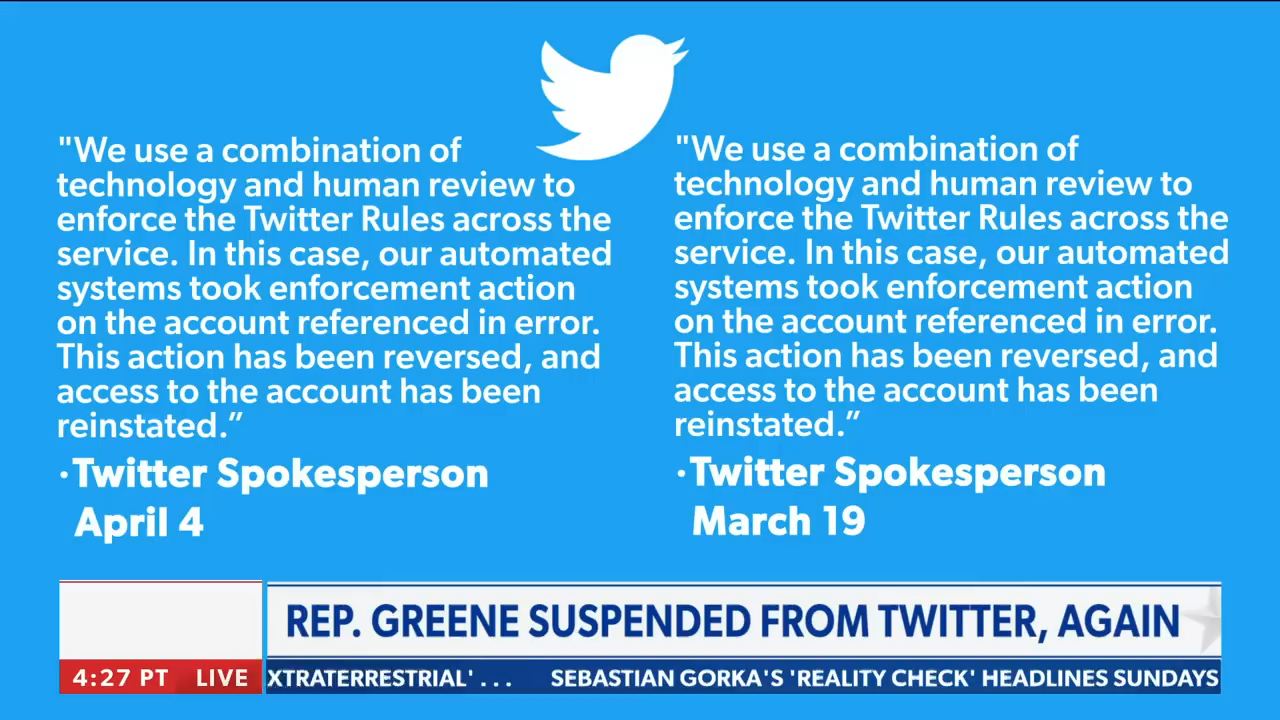 "We use a combination of
technology and human review to
enforce the Twitter Rules across the
service. In this case, our automated
systems took enforcement action
on the account referenced in error.
This action has been reversed, and
access to the account has been
reinstated.”
·Twitter Spokesperson
April 4
"We use a combination of
technology and human review to
enforce the Twitter Rules across the
service. In this case, our automated
systems took enforcement action
on the account referenced in error.
This action has been reversed, and
access to the account has been
reinstated.”
·Twitter Spokesperson
March 19
REP. GREENE SUSPENDED FROM TWITTER, AGAIN
4:27 PT LIVE
XTRATERRESTRIAL' . . . SEBASTIAN GORKA'S 'REALITY CHECK' HEADLINES SUNDAYS